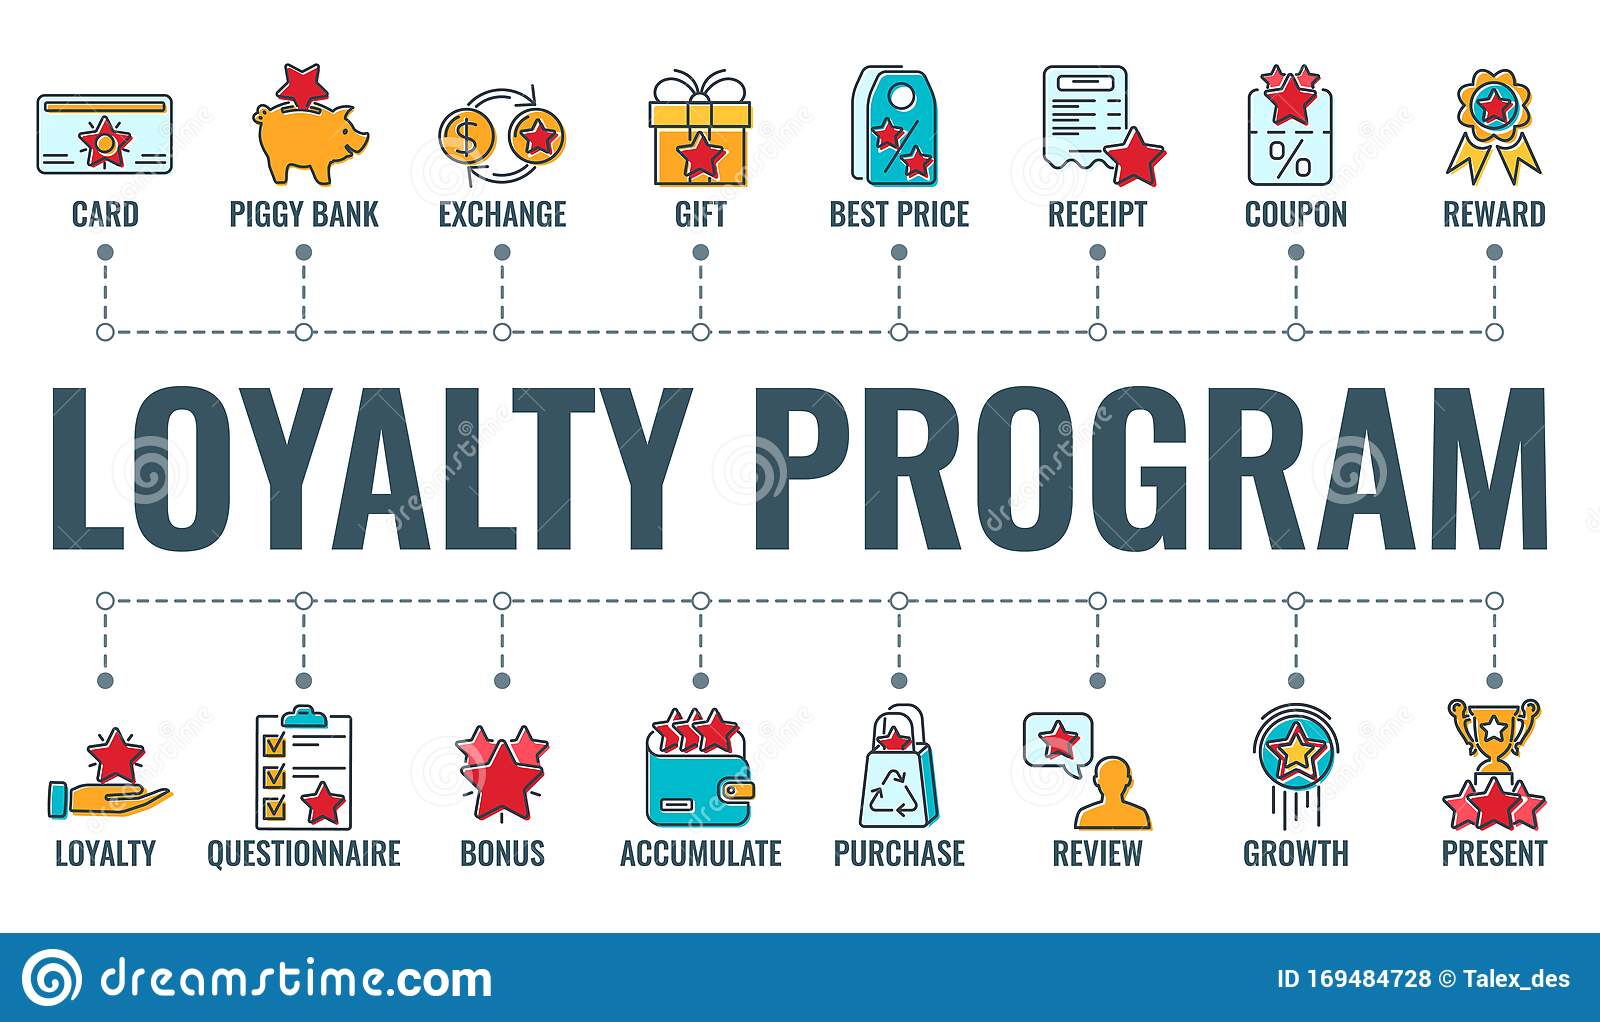 CARD PIGGY BANK EXCHANGE GIFT BEST PRICE RECEIPT COUPON REWARD
LOYALTY PROGRAM
LOYALTY QUESTIONNAIRE BONUS ACCUMULATE PURCHASE REVIEW GROWTH PRESENT
dreamstime.com
ID 169484728 © Talex_des